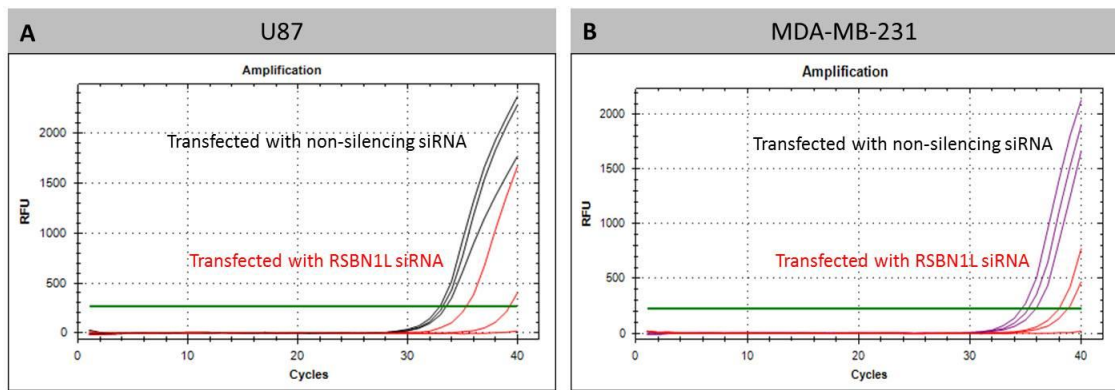 A U87
Amplification
2000
1500
1000
500
0
RFU
0 10 20 30 40
Cycles
Transfected with non-silencing siRNA
Transfected with RSBN1L siRNA
B MDA-MB-231
Amplification
2000
1500
1000
500
0
RFU
0 10 20 30 40
Cycles
Transfected with non-silencing siRNA
Transfected with RSBN1L siRNA